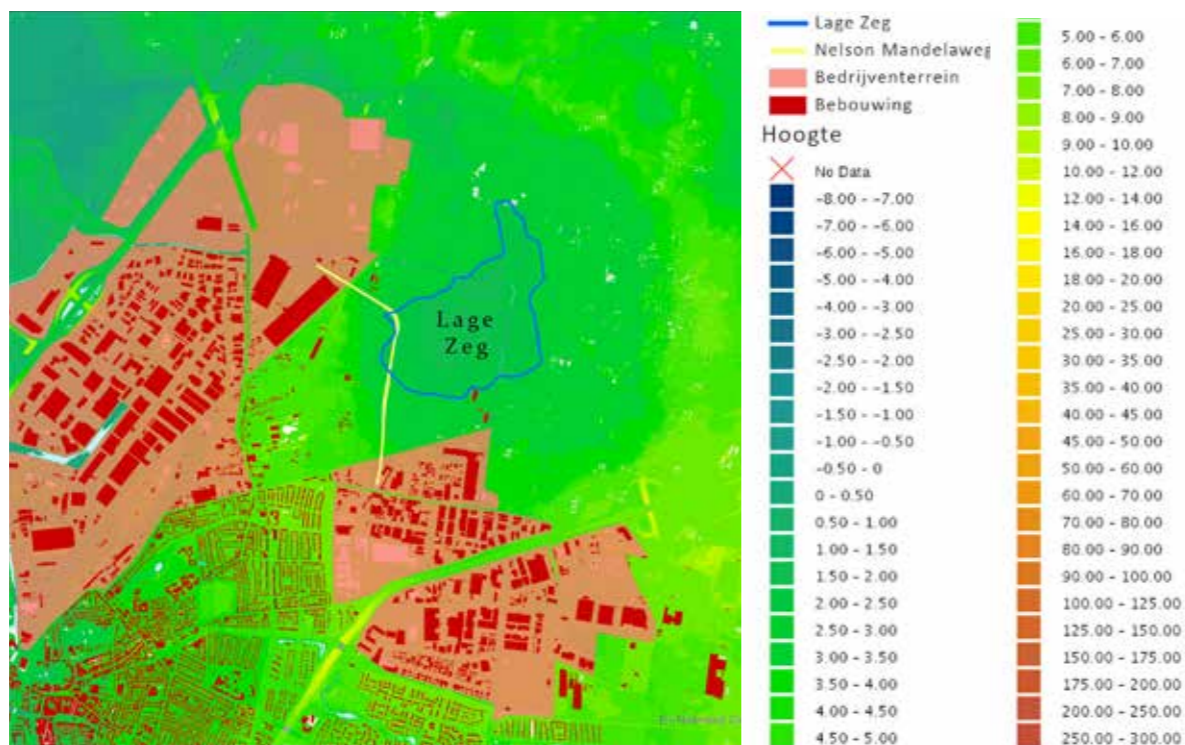 Lage
Zeg
Lage Zeg
Nelson Mandelaweg
Bedrijventerrein
Bebouwing
Hoogte
No Data
-8.00 - -7.00
-7.00 - -6.00
-6.00 - -5.00
-5.00 - -4.00
-4.00 - -3.00
-3.00 - -2.50
-2.50 - -2.00
-2.00 - -1.50
-1.50 - -1.00
-1.00 - -0.50
-0.50 - 0
0 - 0.50
0.50 - 1.00
1.00 - 1.50
1.50 - 2.00
2.00 - 2.50
2.50 - 3.00
3.00 - 3.50
3.50 - 4.00
4.00 - 4.50
4.50 - 5.00
5.00 - 6.00
6.00 - 7.00
7.00 - 8.00
8.00 - 9.00
9.00 - 10.00
10.00 - 12.00
12.00 - 14.00
14.00 - 16.00
16.00 - 18.00
18.00 - 20.00
20.00 - 25.00
25.00 - 30.00
30.00 - 35.00
35.00 - 40.00
40.00 - 45.00
45.00 - 50.00
50.00 - 60.00
60.00 - 70.00
70.00 - 80.00
80.00 - 90.00
90.00 - 100.00
100.00 - 125.00
125.00 - 150.00
150.00 - 175.00
175.00 - 200.00
200.00 - 250.00
250.00 - 300.00